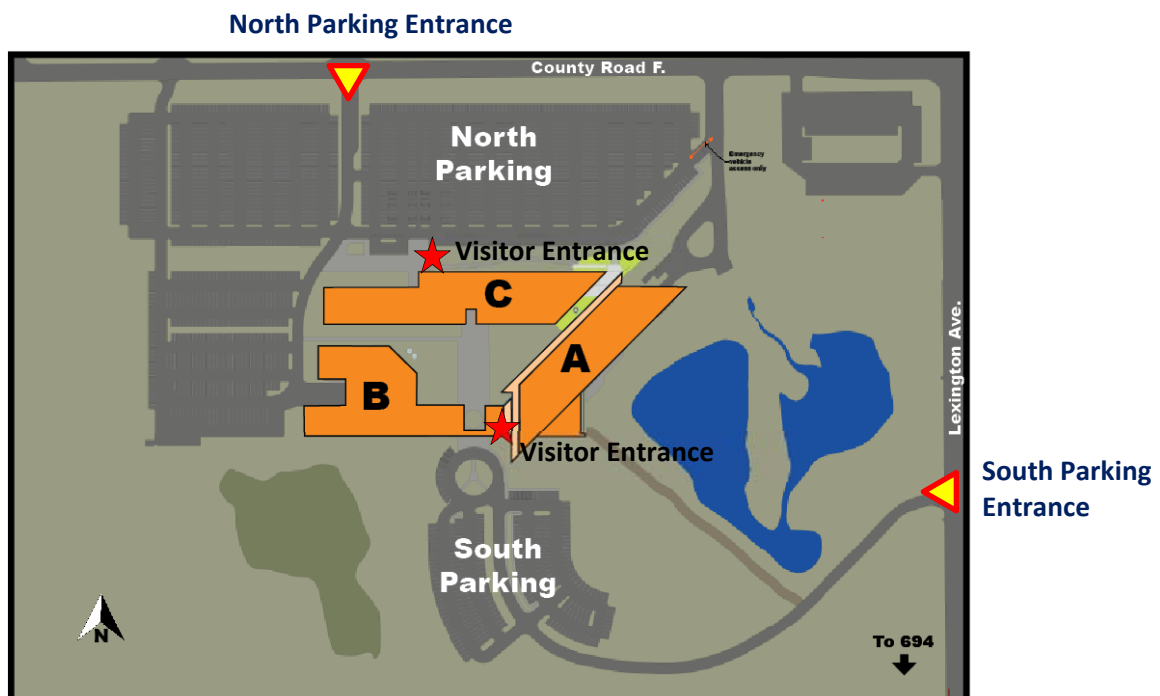 North Parking Entrance
County Road F.
North
Parking
Emergency
vehicle
access only
Visitor Entrance
C
A
B
Lexington Ave.
Visitor Entrance
South Parking
Entrance
South
Parking
N
To 694